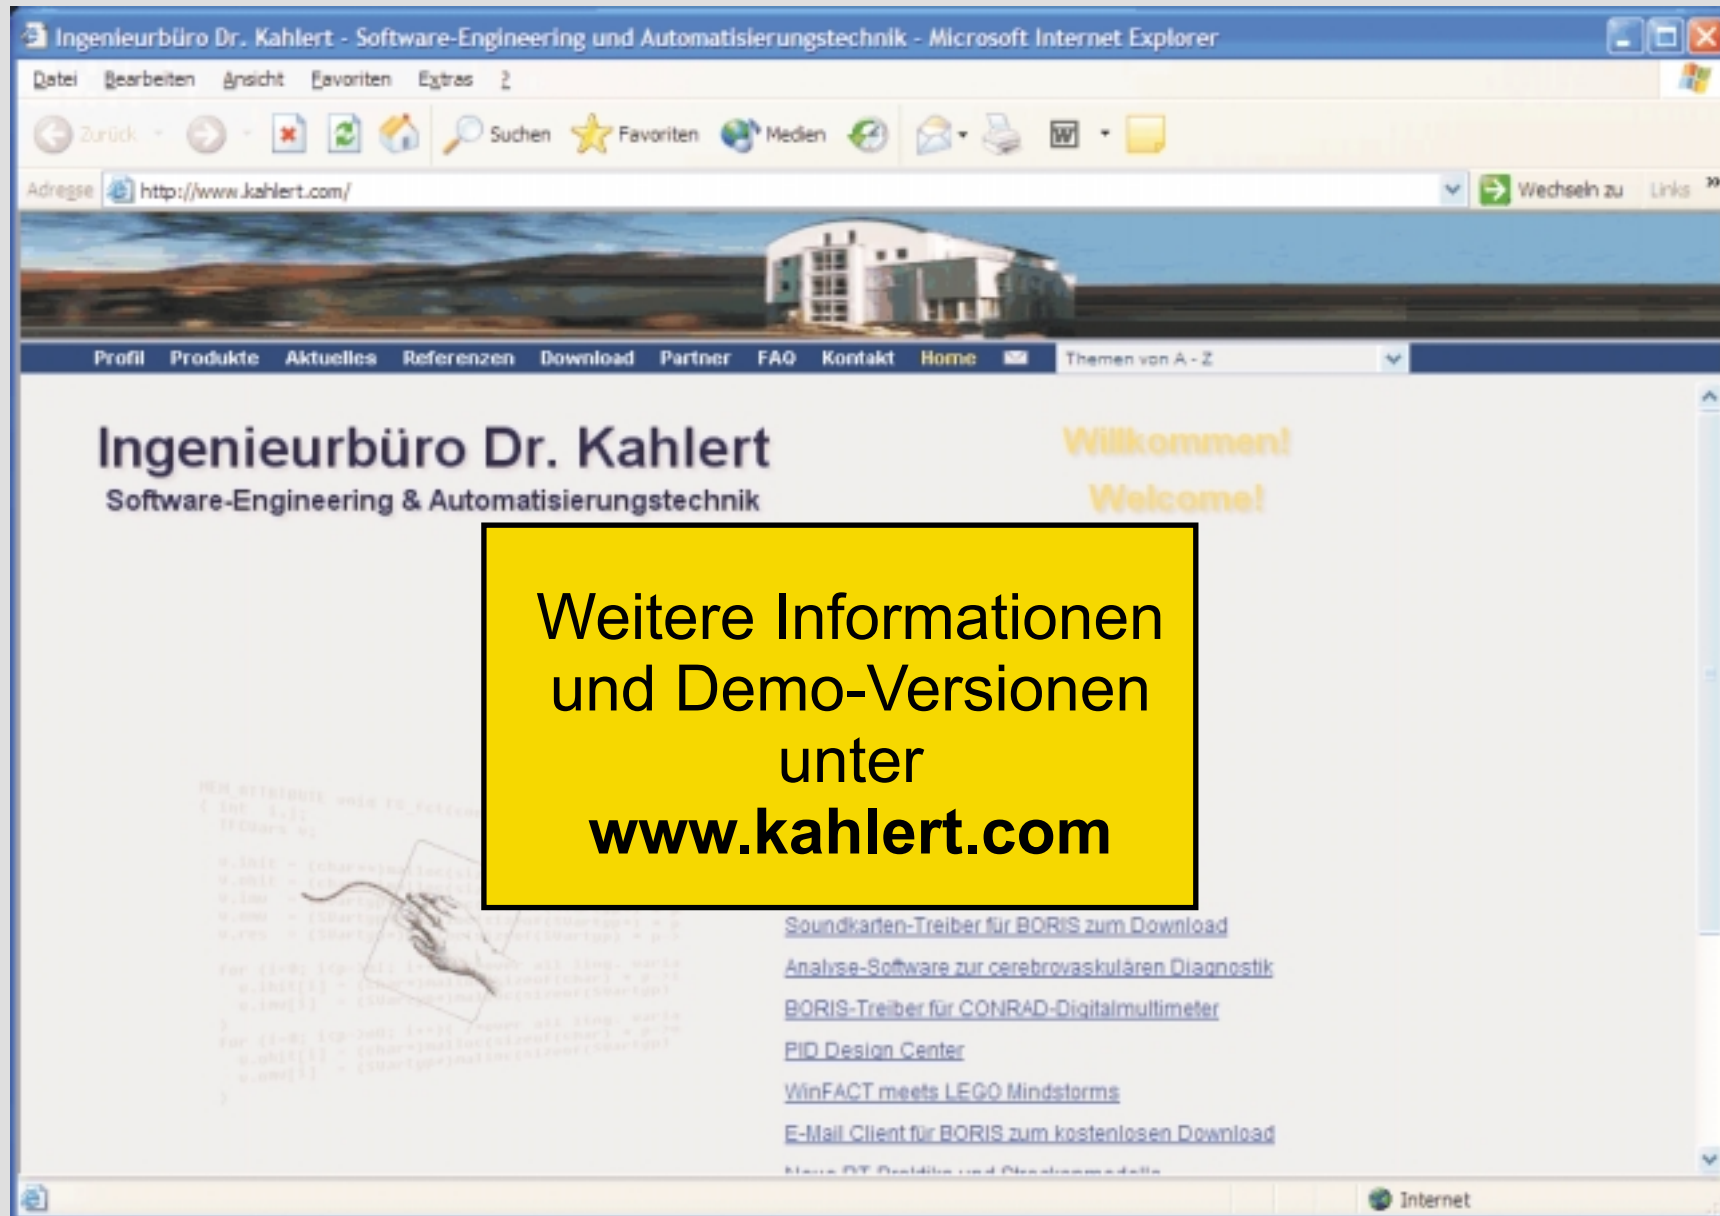 Ingenieurbüro Dr. Kahlert - Software-Engineering und Automatisierungstechnik - Microsoft Internet Explorer
Datei Bearbeiten Ansicht Favoriten Extras ?
Zurück Suchen Favoriten Medien
Adresse http://www.kahlert.com/ Wechseln zu Links »
Profil Produkte Aktuelles Referenzen Download Partner FAQ Kontakt Home Themen von A - Z
Ingenieurbüro Dr. Kahlert
Software-Engineering & Automatisierungstechnik
Willkommen!
Welcome!
Weitere Informationen
und Demo-Versionen
unter
www.kahlert.com
Soundkarten-Treiber für BORIS zum Download
Analyse-Software zur cerebrovaskulären Diagnostik
BORIS-Treiber für CONRAD-Digitalmultimeter
PID Design Center
WinFACT meets LEGO Mindstorms
E-Mail Client für BORIS zum kostenlosen Download
Internet